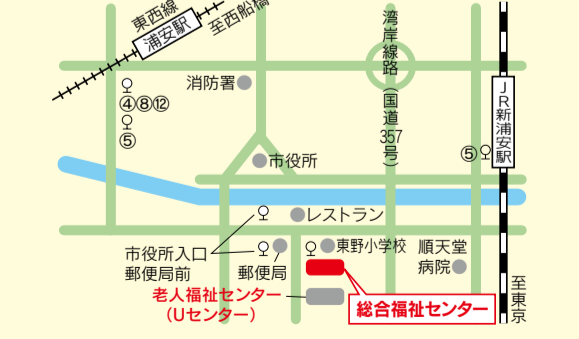 東西線
浦安駅
至西船橋
湾岸線路(国道357号)
JR新浦安駅
消防署
④⑧⑫
⑤
⑤
市役所
レストラン
市役所入口
郵便局前
郵便局
東野小学校
順天堂
病院
老人福祉センター
(Uセンター)
総合福祉センター
至東京